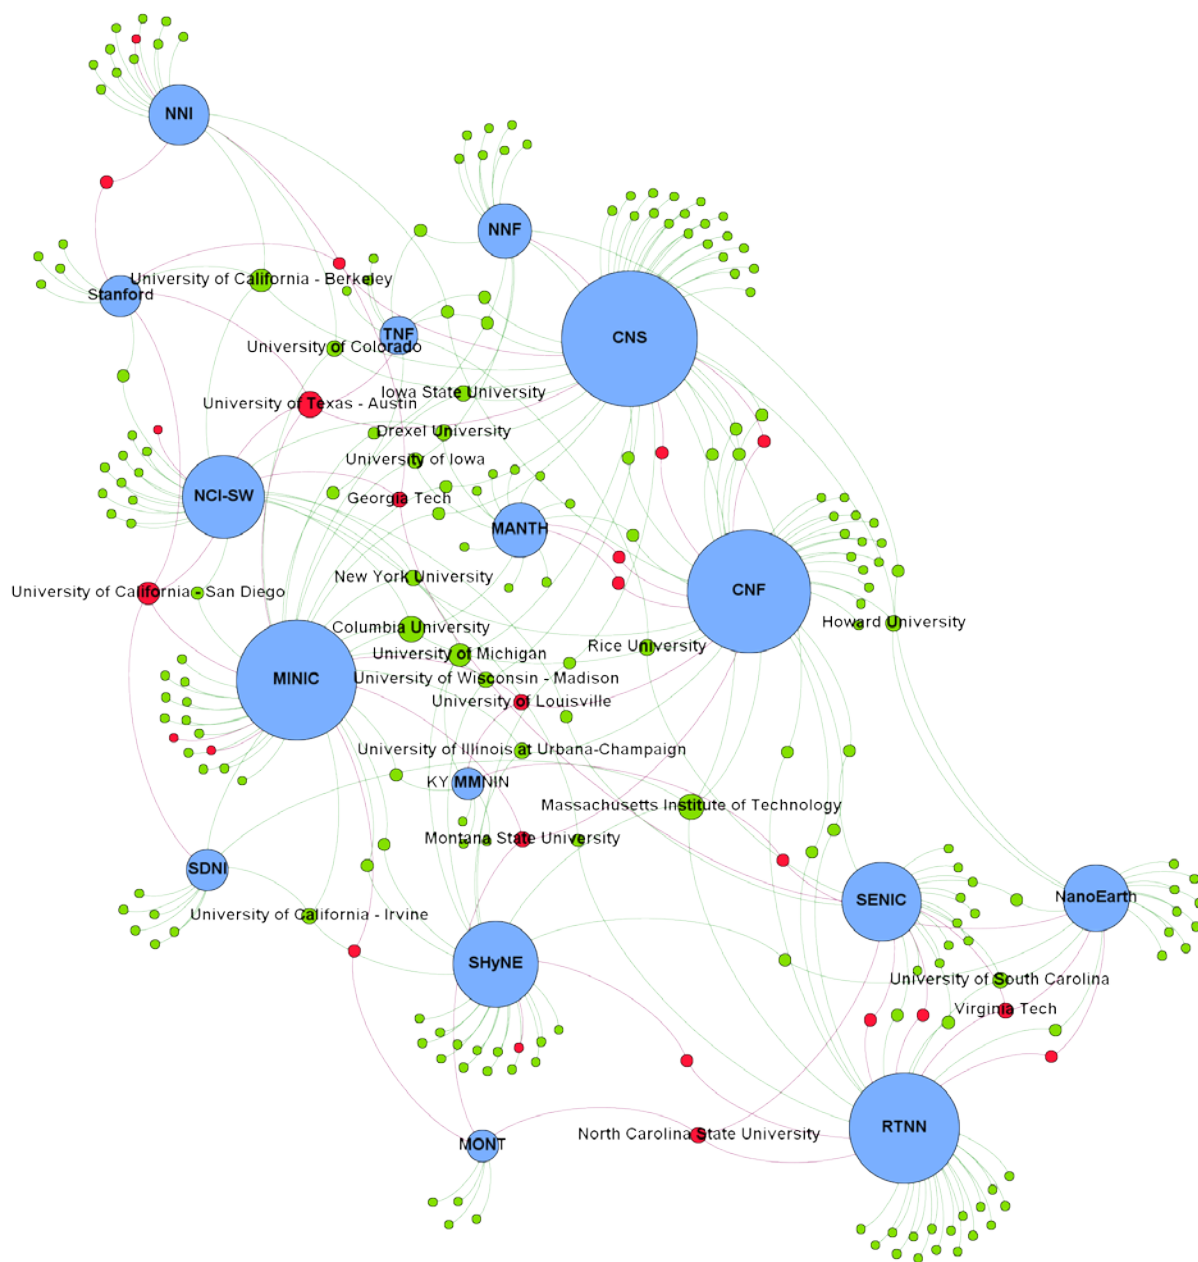 NNI
NNF
University of California - Berkeley
Stanford
TNF
CNS
University of Colorado
Iowa State University
University of Texas - Austin
Drexel University
University of Iowa
NCI-SW
Georgia Tech
MANTH
New York University
University of California - San Diego
CNF
Howard University
Columbia University
Rice University
University of Michigan
MINIC
University of Wisconsin - Madison
University of Louisville
University of Illinois at Urbana-Champaign
KY MMNIN
Massachusetts Institute of Technology
Montana State University
SDNI
SENIC
NanoEarth
University of California - Irvine
SHyNE
University of South Carolina
Virginia Tech
RTNN
North Carolina State University
MONT